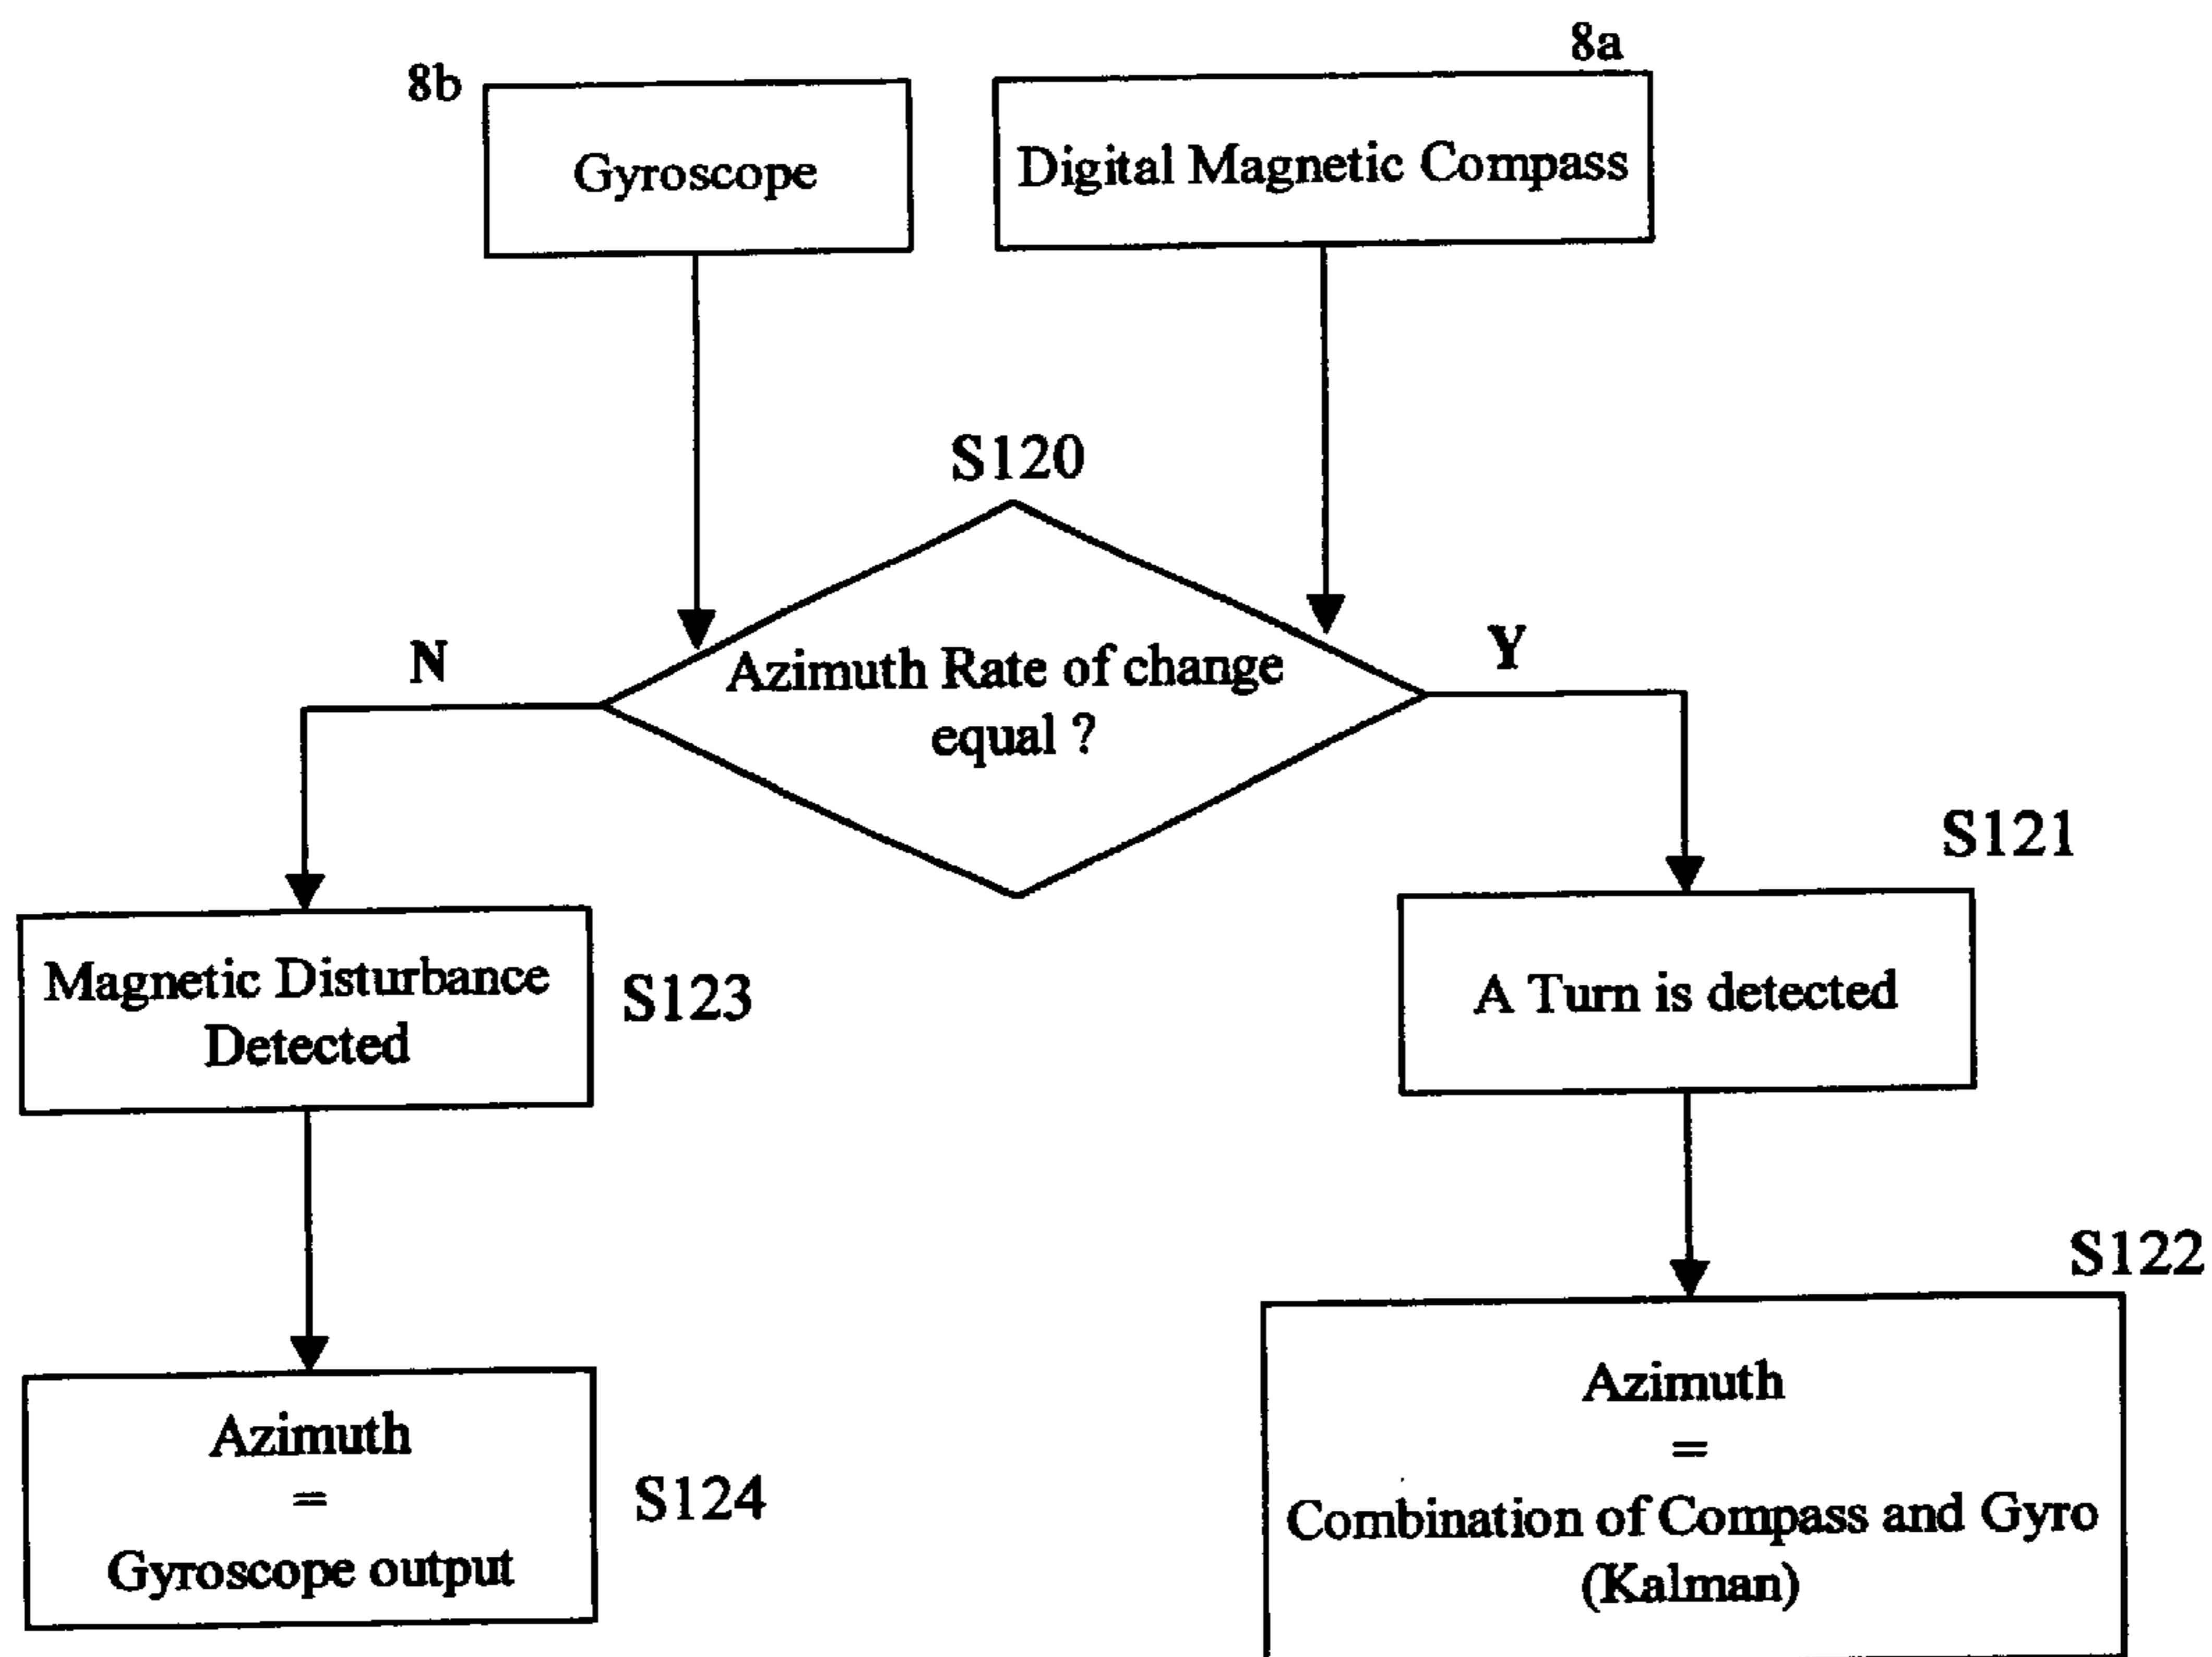 8b
8a
Gyroscope
Digital Magnetic Compass
S120
N
Y
Azimuth Rate of change
equal ?
S121
Magnetic Disturbance
Detected
S123
A Turn is detected
S122
Azimuth
=
Gyroscope output
S124
Azimuth
=
Combination of Compass and Gyro
(Kalman)